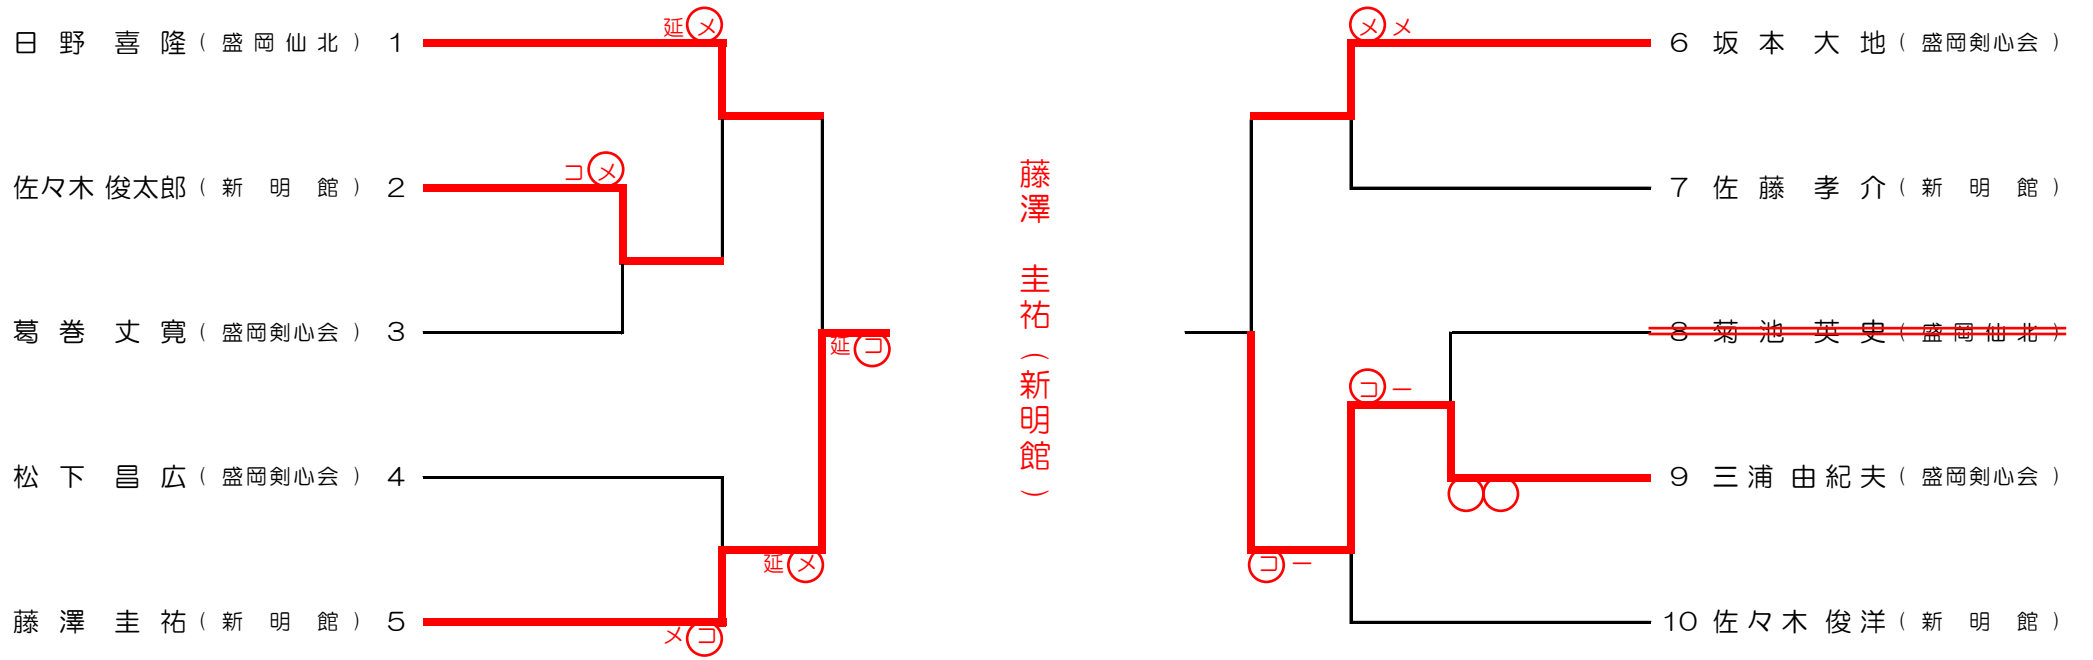 延メ
日野 喜隆（盛岡仙北） 1
コメ
佐々木 俊太郎（新明館） 2
葛巻 丈寛（盛岡剣心会） 3
延コ
松下 昌広（盛岡剣心会） 4
延メ
藤澤 圭祐（新明館） 5
メコ
藤澤 圭祐（新明館）
メメ
6 坂本 大地（盛岡剣心会）
7 佐藤 孝介（新明館）
8 菊池 英史（盛岡仙北）
コー
9 三浦 由紀夫（盛岡剣心会）
コー
10 佐々木 俊洋（新明館）